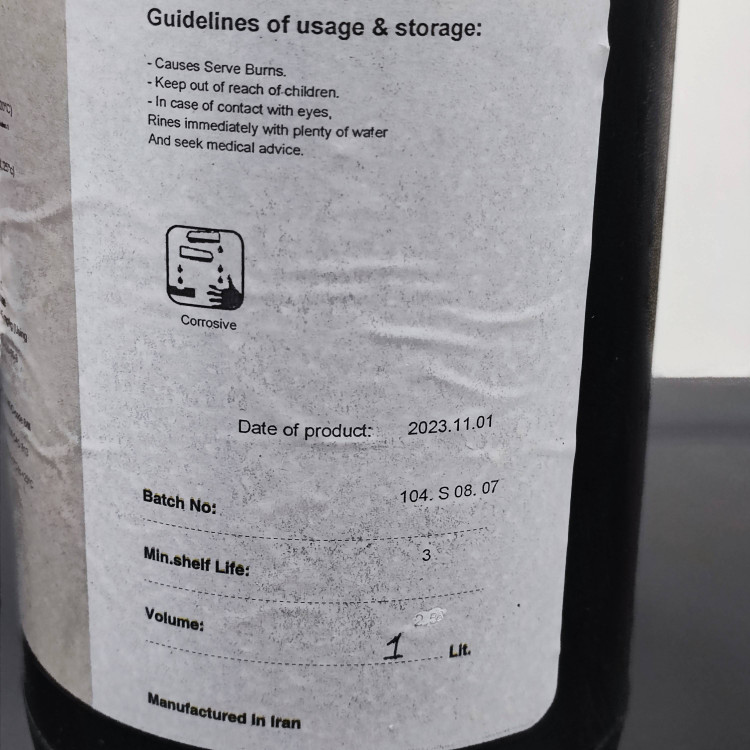 Guidelines of usage & storage:
- Causes Serve Burns.
- Keep out of reach of children.
- In case of contact with eyes,
Rines immediately with plenty of water
And seek medical advice.
Corrosive
Date of product: 2023.11.01
Batch No: 104. S 08. 07
Min.shelf Life: 3
Volume: 1 Lit.
Manufactured In Iran